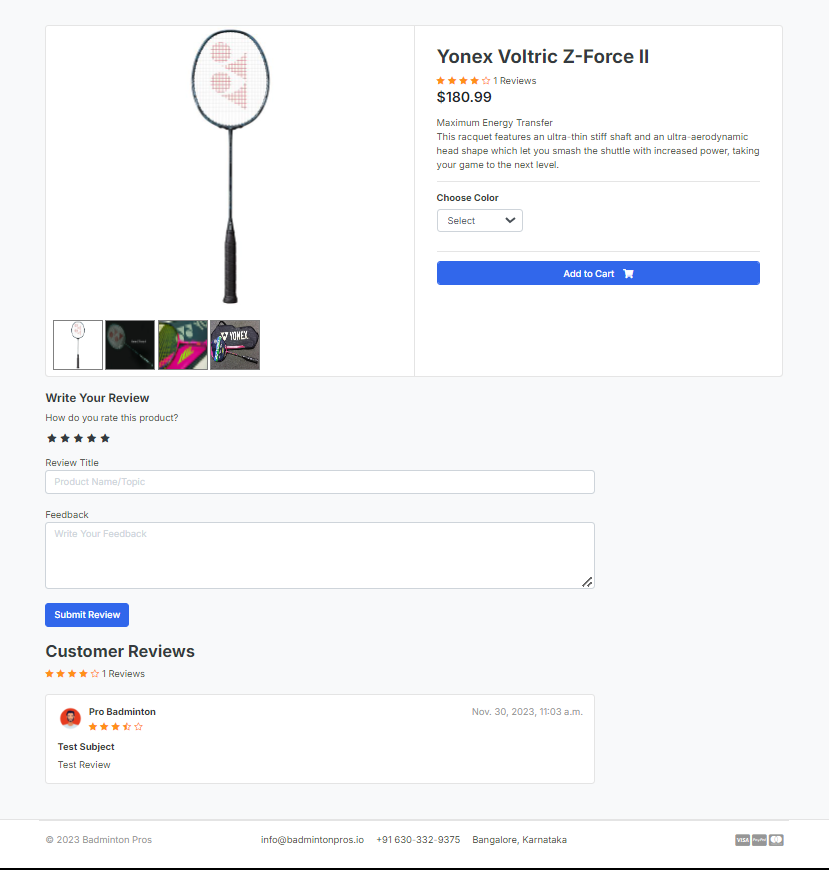 Yonex Voltric Z-Force II
1 Reviews
$180.99
Maximum Energy Transfer
This racquet features an ultra-thin stiff shaft and an ultra-aerodynamic
head shape which let you smash the shuttle with increased power, taking
your game to the next level.
Choose Color
Select
Add to Cart
YONEX
Write Your Review
How do you rate this product?
Review Title
Product Name/Topic
Feedback
Write Your Feedback
Submit Review
Customer Reviews
1 Reviews
Pro Badminton
Nov. 30, 2023, 11:03 a.m.
Test Subject
Test Review
© 2023 Badminton Pros
info@badmintonpros.io +91 630-332-9375 Bangalore, Karnataka
VISA PayPal